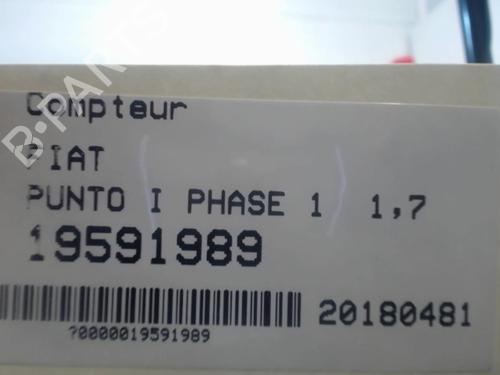 B-PARTS
Compteur
FIAT
PUNTO I PHASE 1 1,7
19591989
20180481
?0000019591989